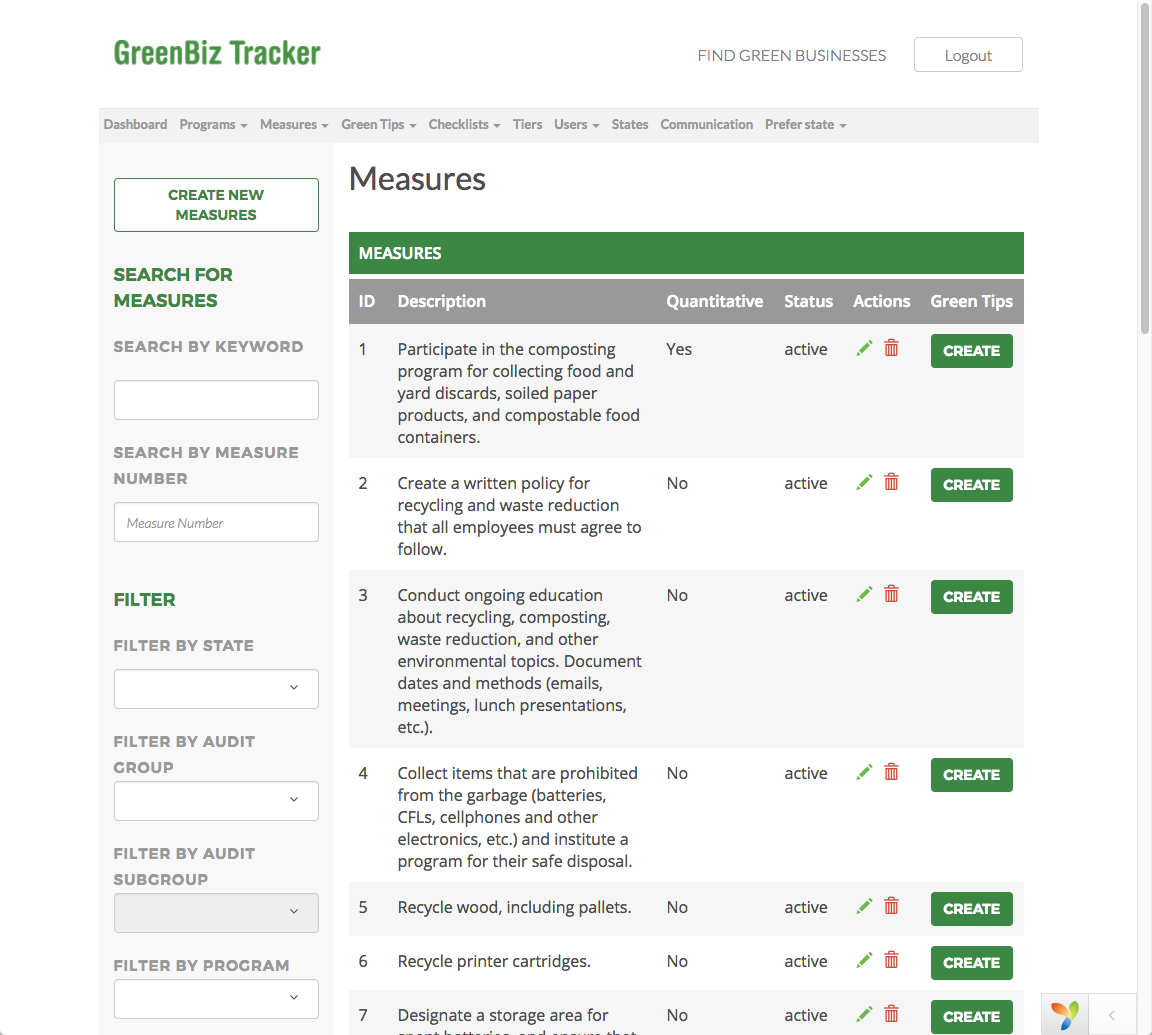 GreenBiz Tracker
FIND GREEN BUSINESSES
Logout
Dashboard Programs Measures Green Tips Checklists Tiers Users States Communication Prefer state
CREATE NEW
MEASURES
SEARCH FOR
MEASURES
SEARCH BY KEYWORD
SEARCH BY MEASURE
NUMBER
Measure Number
FILTER
FILTER BY STATE
FILTER BY AUDIT
GROUP
FILTER BY AUDIT
SUBGROUP
FILTER BY PROGRAM
Measures
MEASURES
ID Description Quantitative Status Actions Green Tips
1 Participate in the composting Yes active CREATE
program for collecting food and
yard discards, soiled paper
products, and compostable food
containers.
2 Create a written policy for No active CREATE
recycling and waste reduction
that all employees must agree to
follow.
3 Conduct ongoing education No active CREATE
about recycling, composting,
waste reduction, and other
environmental topics. Document
dates and methods (emails,
meetings, lunch presentations,
etc.).
4 Collect items that are prohibited No active CREATE
from the garbage (batteries,
CFLs, cellphones and other
electronics, etc.) and institute a
program for their safe disposal.
5 Recycle wood, including pallets. No active CREATE
6 Recycle printer cartridges. No active CREATE
7 Designate a storage area for No active CREATE
spent batteries, and ensure that